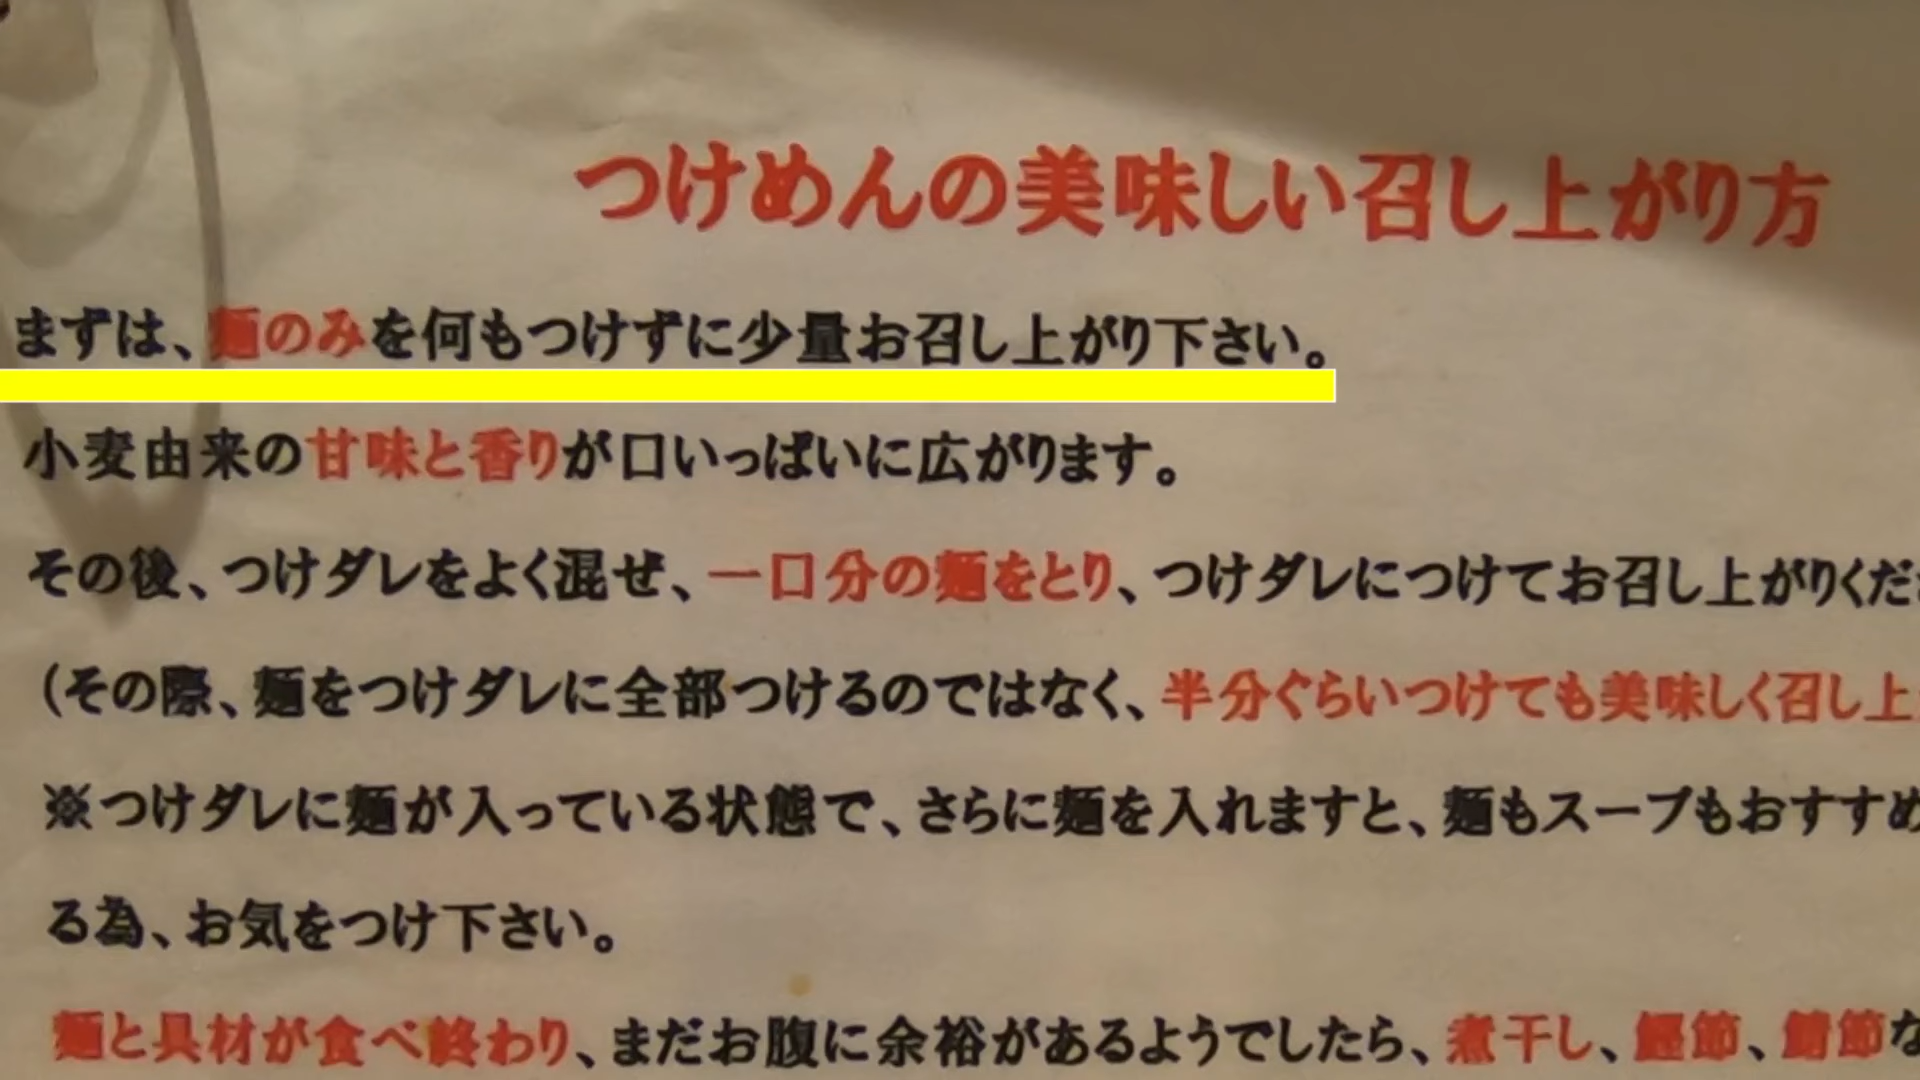 つけめんの美味しい召し上がり方
まずは、麺のみを何もつけずに少量お召し上がり下さい。
小麦由来の甘味と香りが口いっぱいに広がります。
その後、つけダレをよく混ぜ、一口分の麺をとり、つけダレにつけてお召し上がりくださ
(その際、麺をつけダレに全部つけるのではなく、半分ぐらいつけても美味しく召し上
※つけダレに麺が入っている状態で、さらに麺を入れますと、麺もスープもおすすめ
る為、お気をつけ下さい。
麺と具材が食べ終わり、まだお腹に余裕があるようでしたら、煮干し、鰹節、鯖節な